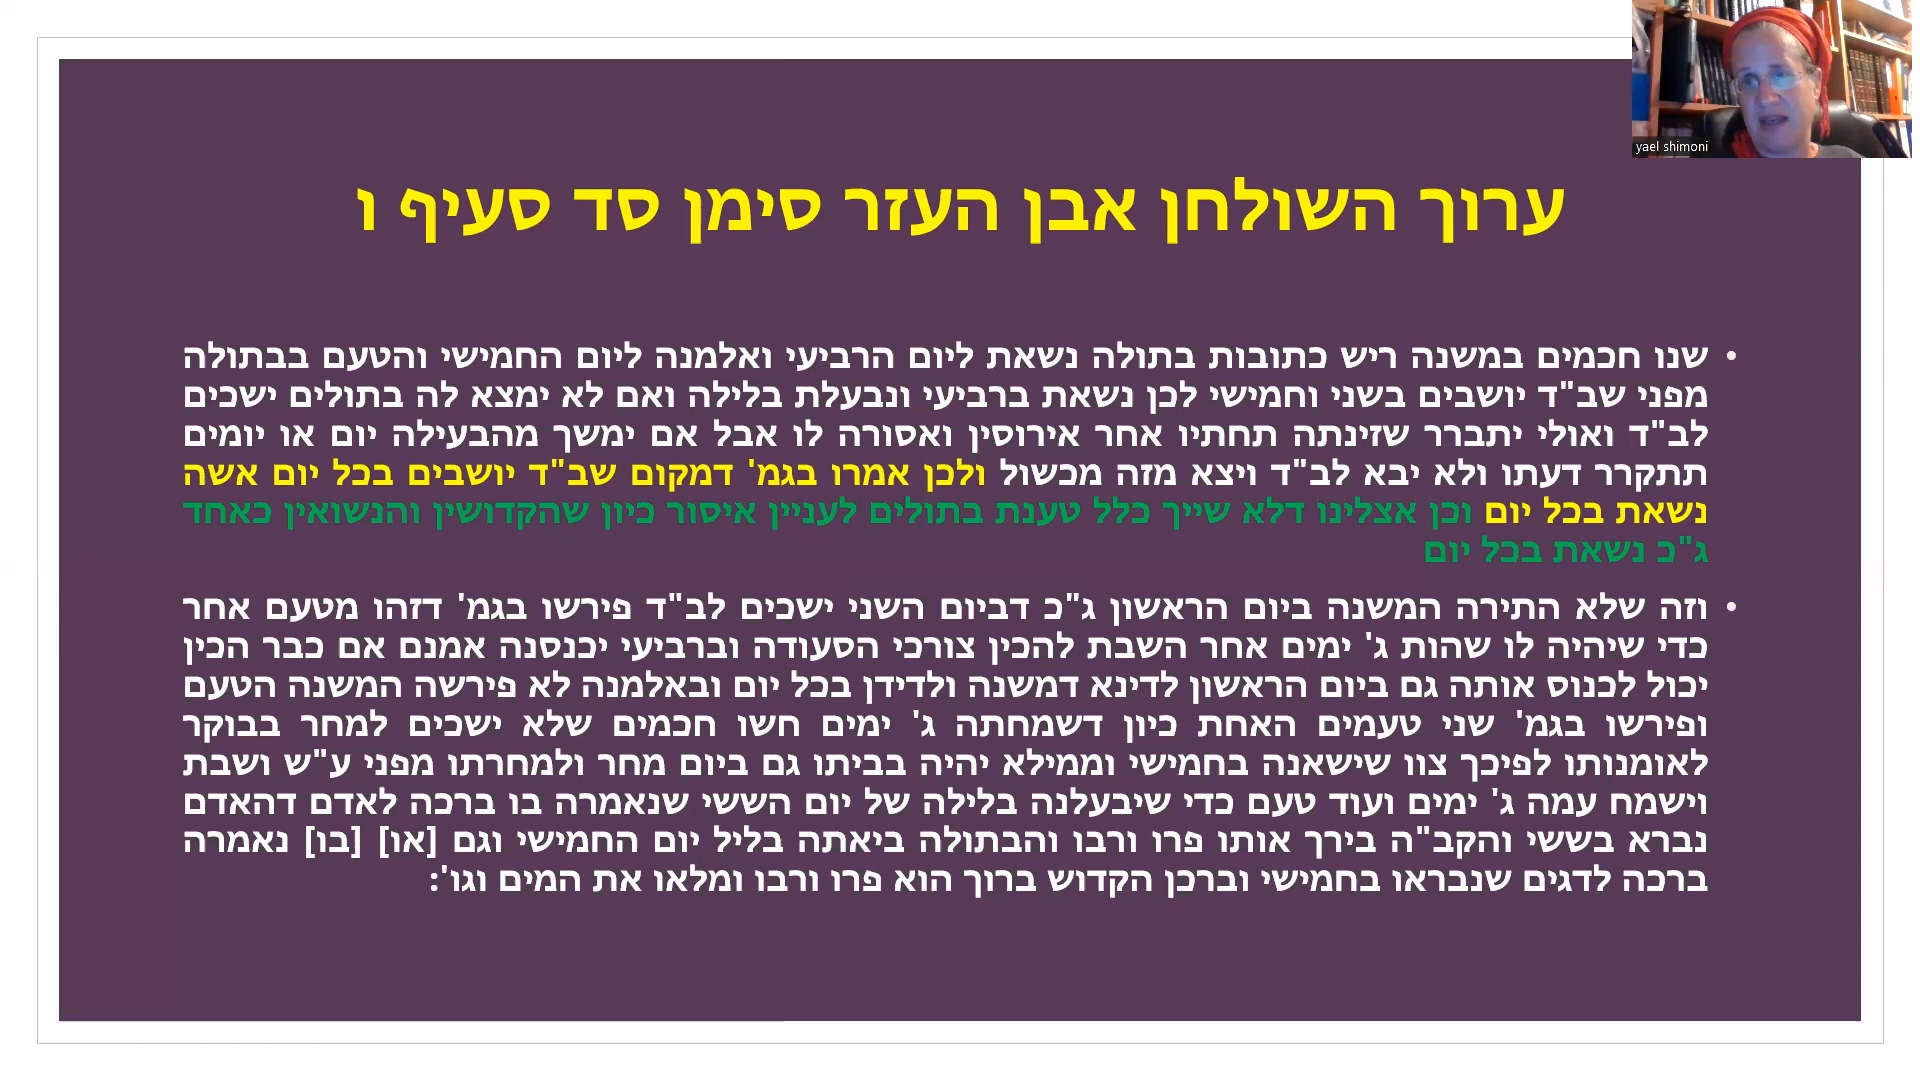 yael shimoni
ערוך השולחן אבן העזר סימן סד סעיף ו
• שנו חכמים במשנה ריש כתובות בתולה נשאת ליום הרביעי ואלמנה ליום החמישי והטעם בבתולה
מפני שב"ד יושבים בשני וחמישי לכן נשאת ברביעי ונבעלת בלילה ואם לא ימצא לה בתולים ישכים
לב"ד ואולי יתברר שזינתה תחתיו אחר אירוסין ואסורה לו אבל אם ימשך מהבעילה יום או יומים
תתקרר דעתו ולא יבא לב"ד ויצא מזה מכשול ולכן אמרו בגמ' דמקום שב"ד יושבים בכל יום אשה
נשאת בכל יום וכן אצלינו דלא שייך כלל טענת בתולים לעניין איסור כיון שהקדושין והנשואין כאחד
ג"כ נשאת בכל יום
• וזה שלא התירה המשנה ביום הראשון ג"כ דביום השני ישכים לב"ד פירשו בגמ' דזהו מטעם אחר
כדי שיהיה לו שהות ג' ימים אחר השבת להכין צורכי הסעודה וברביעי יכנסנה אמנם אם כבר הכין
יכול לכנוס אותה גם ביום הראשון לדינא דמשנה ולדידן בכל יום ובאלמנה לא פירשה המשנה הטעם
ופירשו בגמ' שני טעמים האחת כיון דשמחתה ג' ימים חשו חכמים שלא ישכים למחר בבוקר
לאומנותו לפיכך צוו שישאנה בחמישי וממילא יהיה בביתו גם ביום מחר ולמחרתו מפני ע"ש ושבת
וישמח עמה ג' ימים ועוד טעם כדי שיבעלנה בלילה של יום הששי שנאמרה בו ברכה לאדם דהאדם
נברא בששי והקב"ה בירך אותו פרו ורבו והבתולה ביאתה בליל יום החמישי וגם [או] [בו] נאמרה
ברכה לדגים שנבראו בחמישי וברכן הקדוש ברוך הוא פרו ורבו ומלאו את המים וגו':